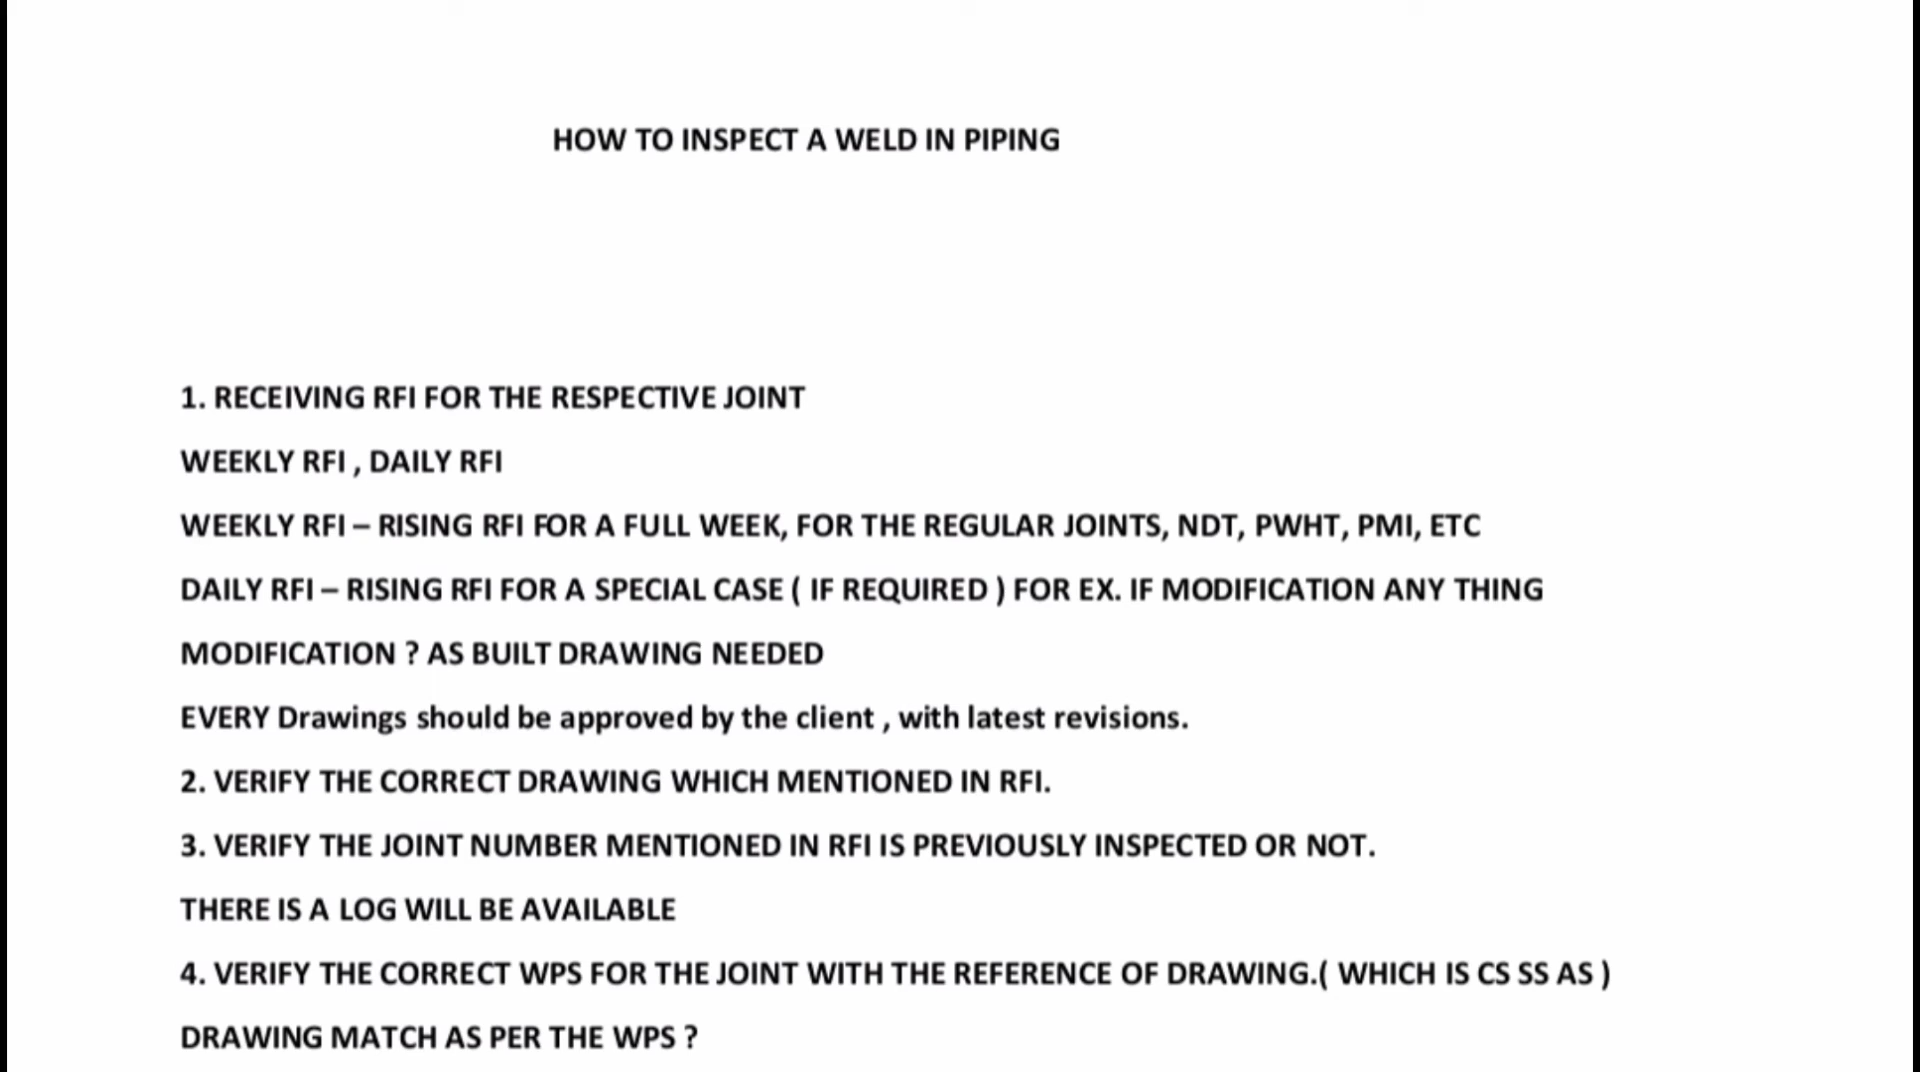 HOW TO INSPECT A WELD IN PIPING
1. RECEIVING RFI FOR THE RESPECTIVE JOINT
WEEKLY RFI , DAILY RFI
WEEKLY RFI – RISING RFI FOR A FULL WEEK, FOR THE REGULAR JOINTS, NDT, PWHT, PMI, ETC
DAILY RFI – RISING RFI FOR A SPECIAL CASE ( IF REQUIRED ) FOR EX. IF MODIFICATION ANY THING
MODIFICATION ? AS BUILT DRAWING NEEDED
EVERY Drawings should be approved by the client , with latest revisions.
2. VERIFY THE CORRECT DRAWING WHICH MENTIONED IN RFI.
3. VERIFY THE JOINT NUMBER MENTIONED IN RFI IS PREVIOUSLY INSPECTED OR NOT.
THERE IS A LOG WILL BE AVAILABLE
4. VERIFY THE CORRECT WPS FOR THE JOINT WITH THE REFERENCE OF DRAWING.( WHICH IS CS SS AS )
DRAWING MATCH AS PER THE WPS ?